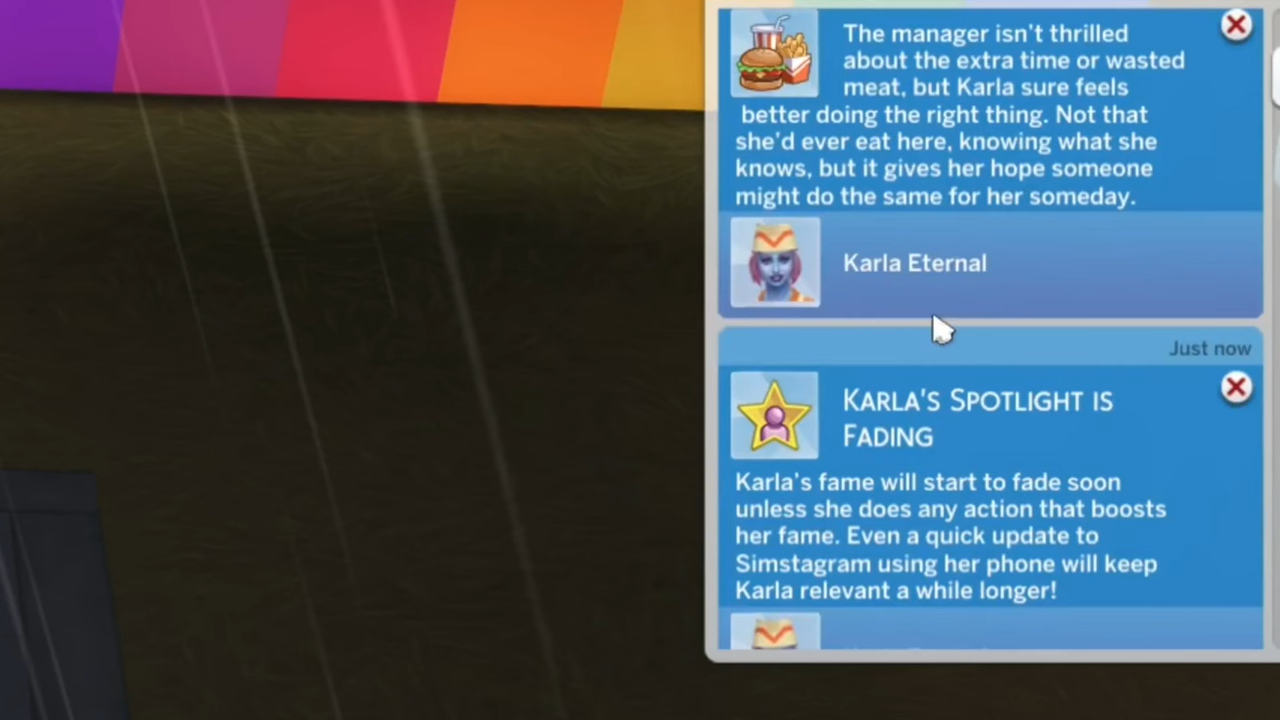 The manager isn't thrilled
about the extra time or wasted
meat, but Karla sure feels
better doing the right thing. Not that
she'd ever eat here, knowing what she
knows, but it gives her hope someone
might do the same for her someday.
Karla Eternal
Just now
KARLA'S SPOTLIGHT IS
FADING
Karla's fame will start to fade soon
unless she does any action that boosts
her fame. Even a quick update to
Simstagram using her phone will keep
Karla relevant a while longer!